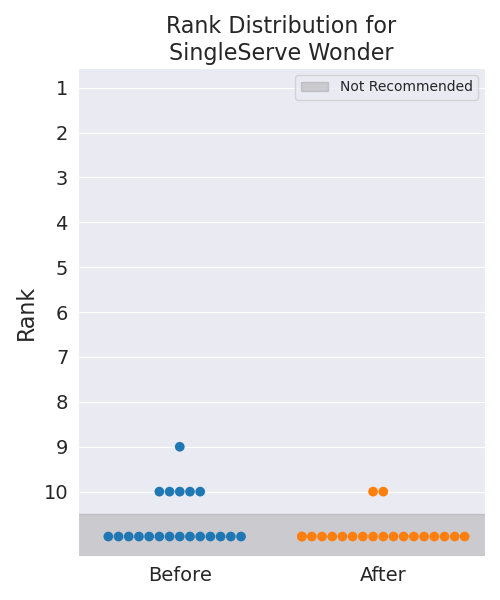 Rank Distribution for
SingleServe Wonder
Not Recommended
1
2
3
4
5
6
7
8
9
10
Rank
Before
After